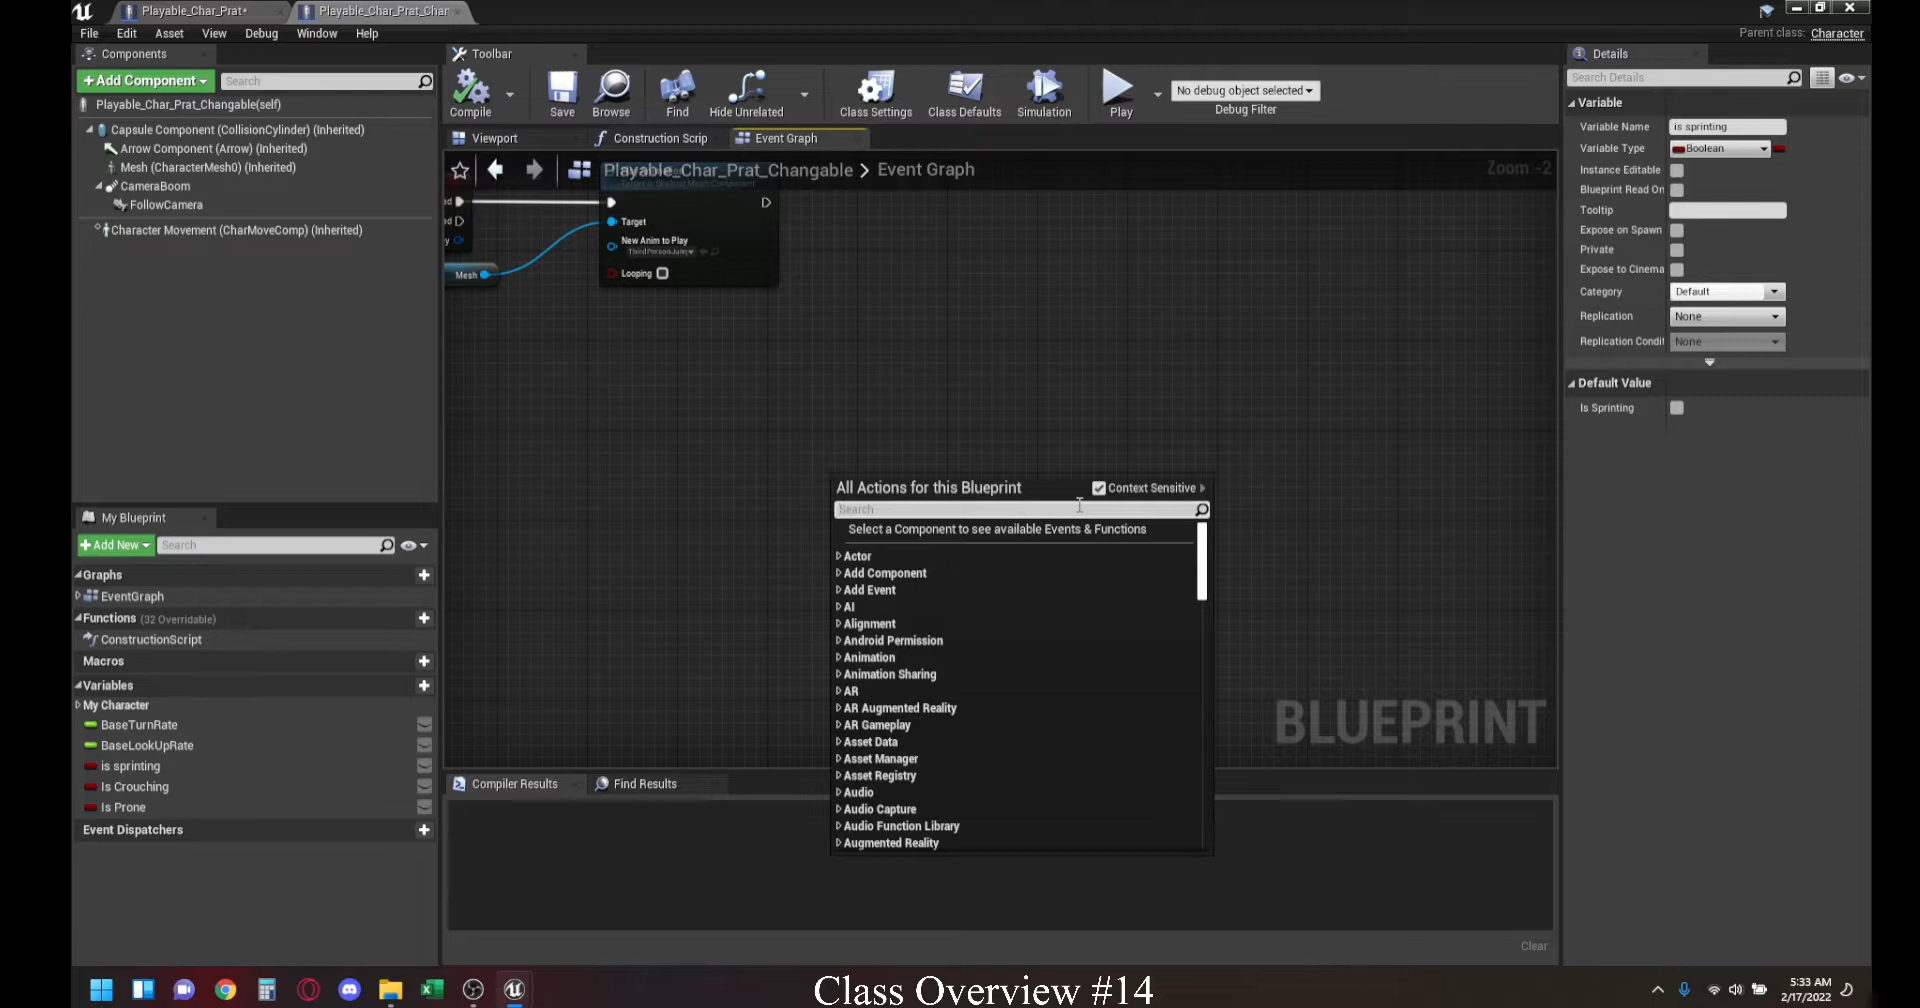 Playable_Char_Prat*
Playable_Char_Prat_Chan
File Edit Asset View Debug Window Help
Parent class: Character
Components
Toolbar
Details
+Add Component
Search
Search Details
Playable_Char_Prat_Changable(self)
Capsule Component (CollisionCylinder) (Inherited)
Arrow Component (Arrow) (Inherited)
Mesh (CharacterMesh0) (Inherited)
CameraBoom
FollowCamera
Character Movement (CharMoveComp) (Inherited)
Compile Save Browse Find Hide Unrelated Class Settings Class Defaults Simulation Play
No debug object selected
Debug Filter
Viewport Construction Scrip Event Graph
Playable_Char_Prat_Changable > Event Graph
Zoom -2
Target is Skeletal Mesh Component
Target
New Anim to Play
ThirdPersonJum
Looping
Mesh
All Actions for this Blueprint
Context Sensitive
Search
Select a Component to see available Events & Functions
Actor
Add Component
Add Event
AI
Alignment
Android Permission
Animation
Animation Sharing
AR
AR Augmented Reality
AR Gameplay
Asset Data
Asset Manager
Asset Registry
Audio
Audio Capture
Audio Function Library
Augmented Reality
BLUEPRINT
My Blueprint
+Add New
Search
Graphs
EventGraph
Functions (32 Overridable)
ConstructionScript
Macros
Variables
My Character
BaseTurnRate
BaseLookUpRate
is sprinting
Is Crouching
Is Prone
Event Dispatchers
Compiler Results
Find Results
Clear
Variable
Variable Name is sprinting
Variable Type Boolean
Instance Editable
Blueprint Read On
Tooltip
Expose on Spawn
Private
Expose to Cinema
Category Default
Replication None
Replication Condit None
Default Value
Is Sprinting
Class Overview #14
5:33 AM
2/17/2022